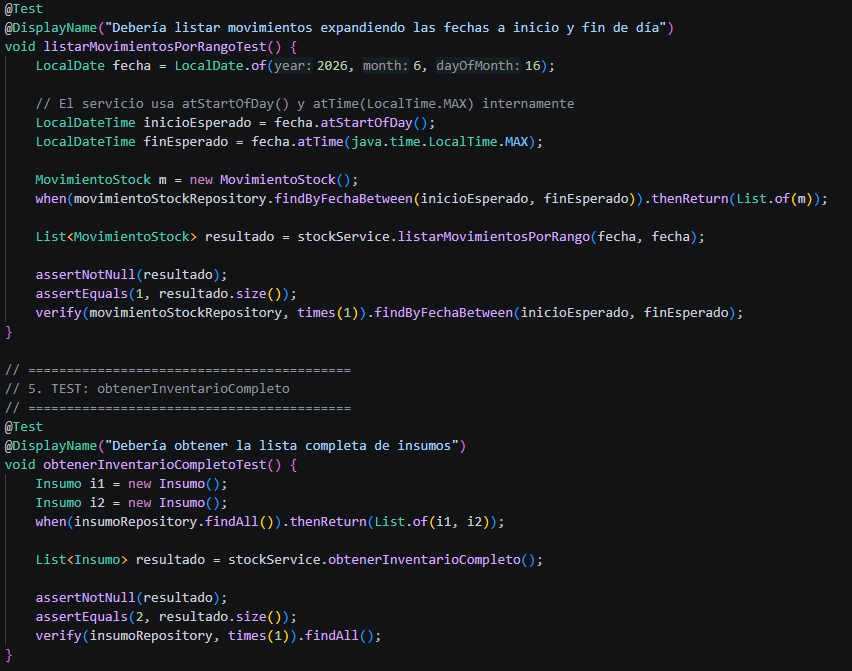 @Test
@DisplayName("Debería listar movimientos expandiendo las fechas a inicio y fin de día")
void listarMovimientosPorRangoTest() {
    LocalDate fecha = LocalDate.of(year: 2026, month: 6, dayOfMonth: 16);

    // El servicio usa atStartOfDay() y atTime(LocalTime.MAX) internamente
    LocalDateTime inicioEsperado = fecha.atStartOfDay();
    LocalDateTime finEsperado = fecha.atTime(java.time.LocalTime.MAX);

    MovimientoStock m = new MovimientoStock();
    when(movimientoStockRepository.findByFechaBetween(inicioEsperado, finEsperado)).thenReturn(List.of(m));

    List<MovimientoStock> resultado = stockService.listarMovimientosPorRango(fecha, fecha);

    assertNotNull(resultado);
    assertEquals(1, resultado.size());
    verify(movimientoStockRepository, times(1)).findByFechaBetween(inicioEsperado, finEsperado);
}

// ==========================================
// 5. TEST: obtenerInventarioCompleto
// ==========================================
@Test
@DisplayName("Debería obtener la lista completa de insumos")
void obtenerInventarioCompletoTest() {
    Insumo i1 = new Insumo();
    Insumo i2 = new Insumo();
    when(insumoRepository.findAll()).thenReturn(List.of(i1, i2));

    List<Insumo> resultado = stockService.obtenerInventarioCompleto();

    assertNotNull(resultado);
    assertEquals(2, resultado.size());
    verify(insumoRepository, times(1)).findAll();
}